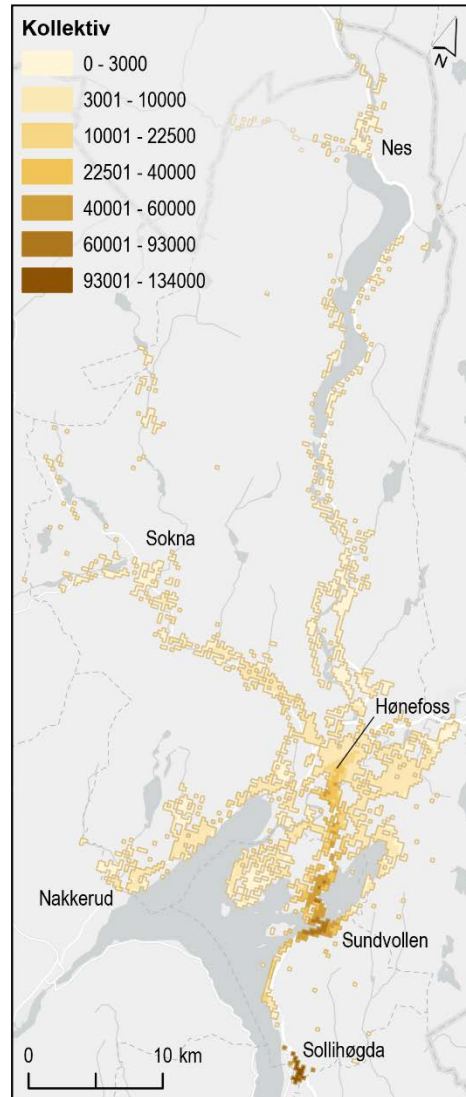 Kollektiv
0 - 3000
3001 - 10000
10001 - 22500
22501 - 40000
40001 - 60000
60001 - 93000
93001 - 134000
N
Nes
Sokna
Hønefoss
Nakkerud
Sundvollen
Sollihøgda
0 10 km